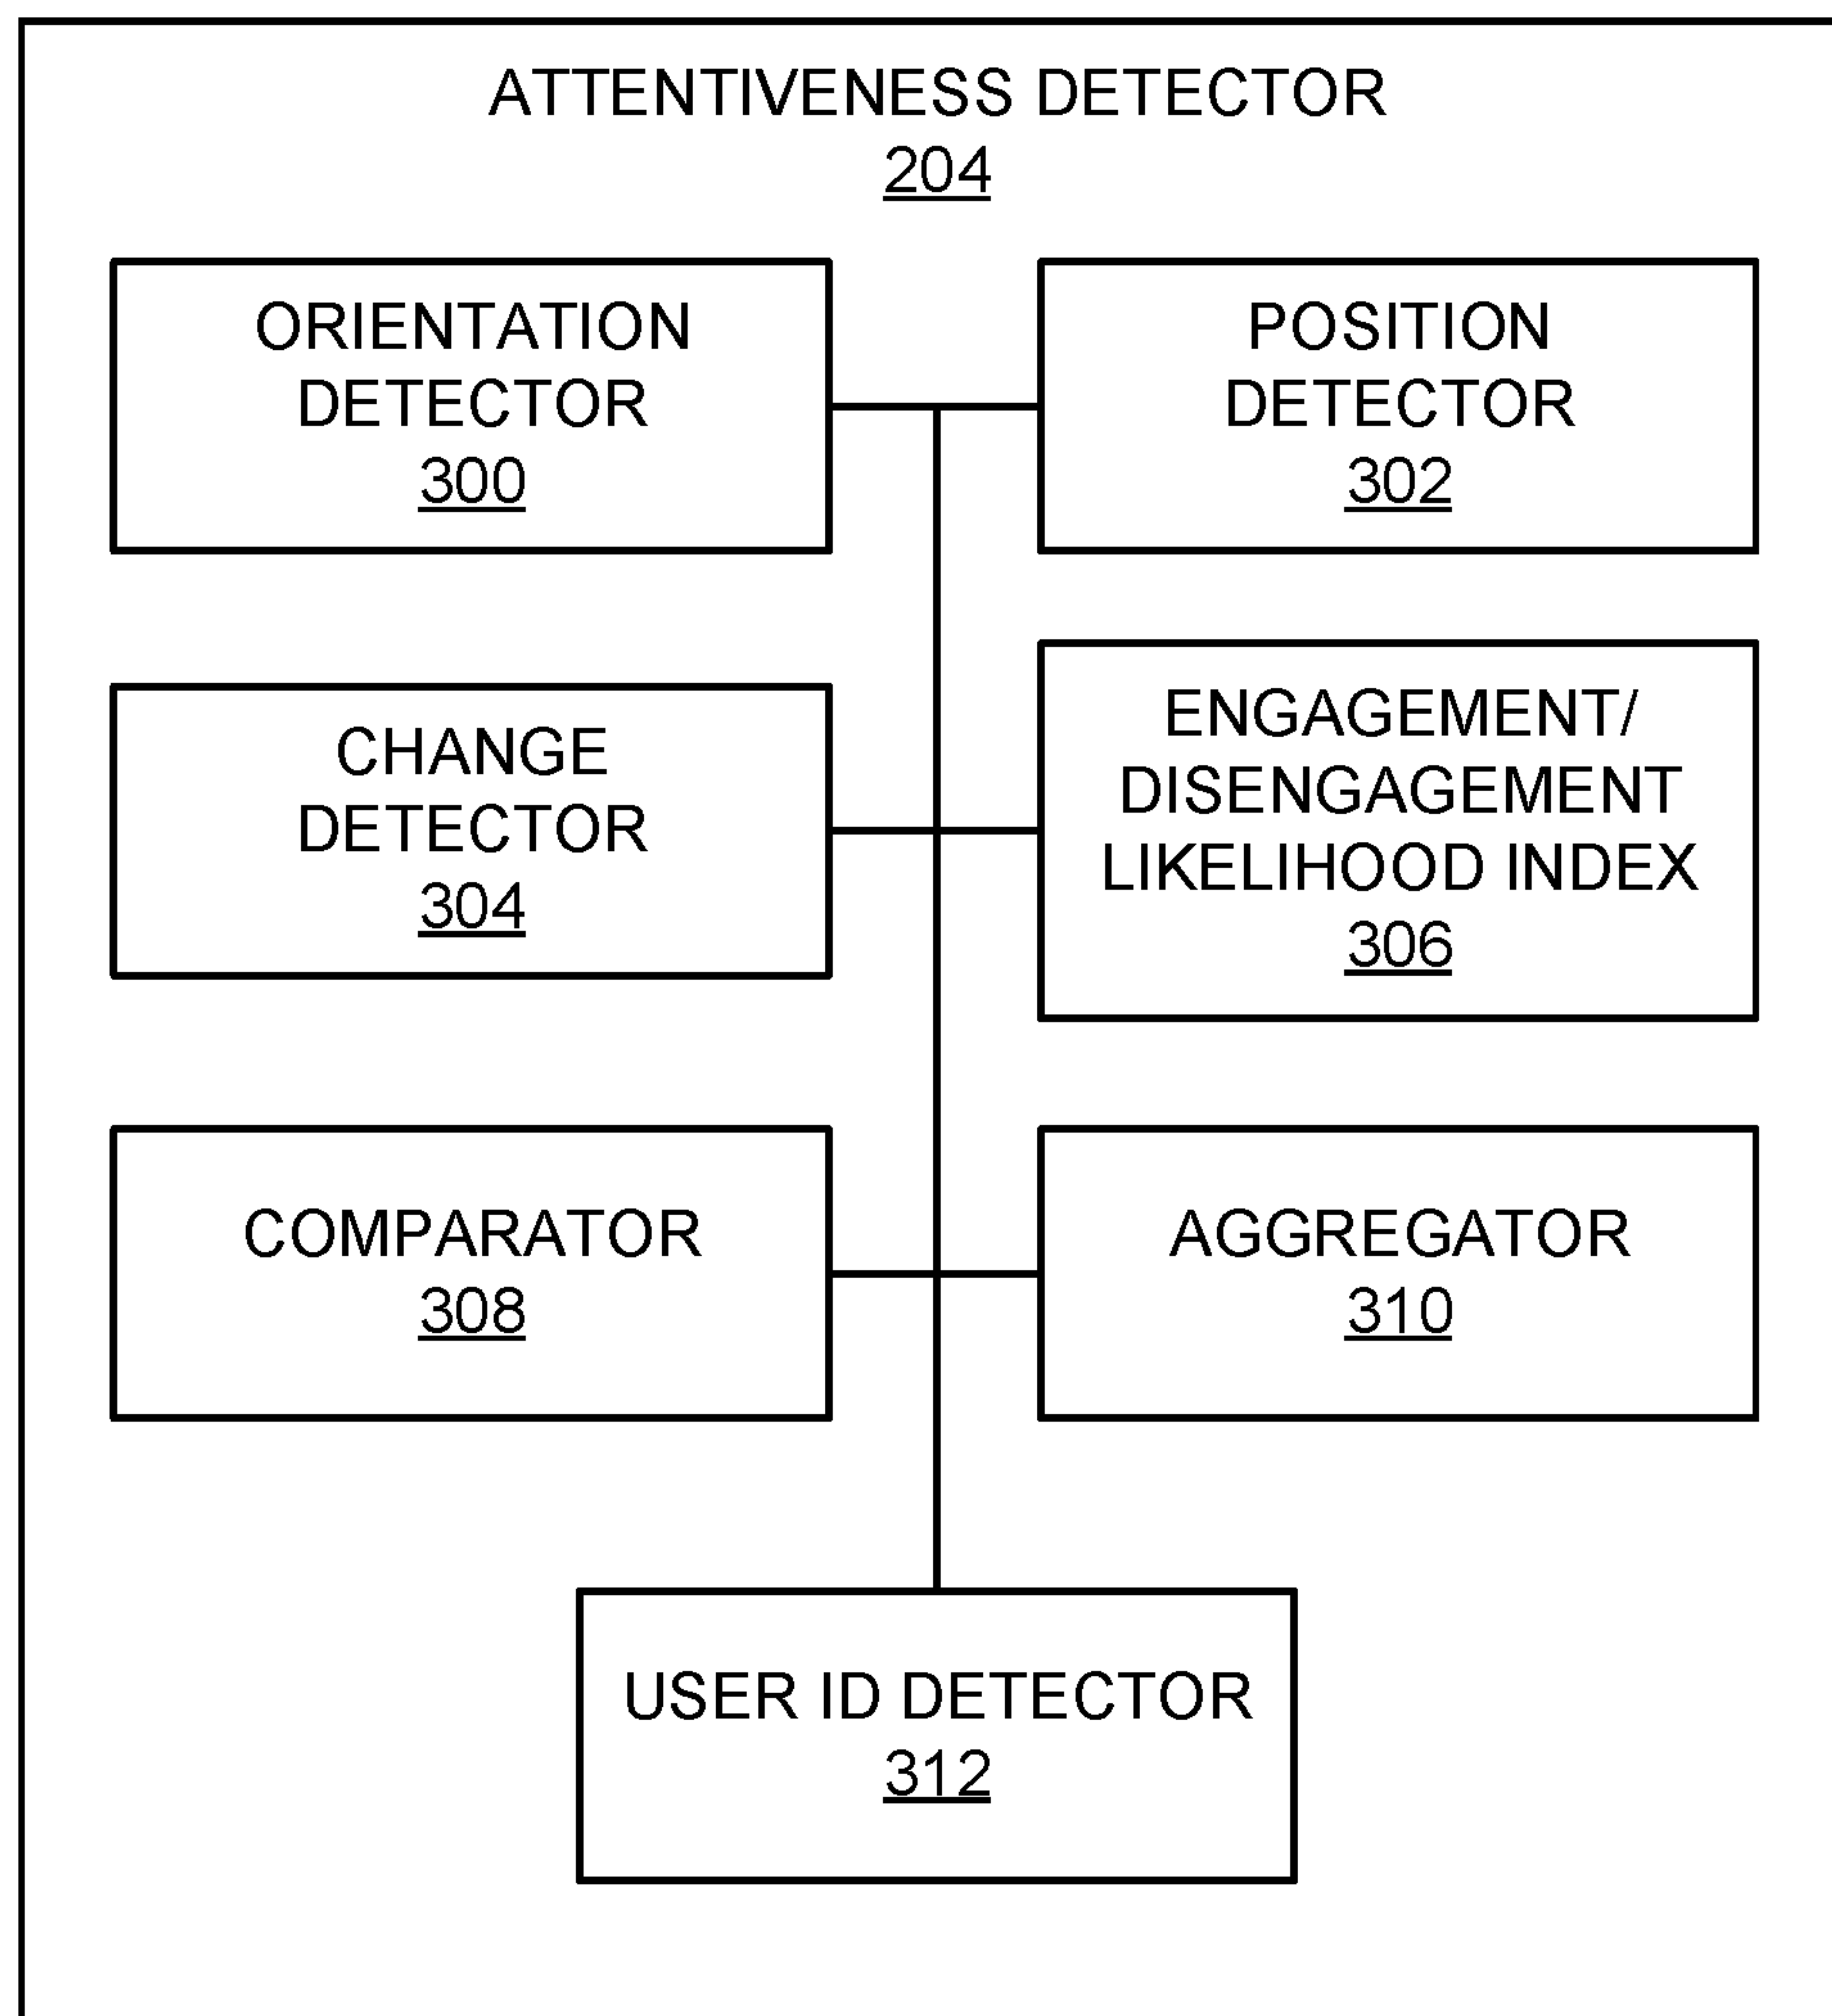 ATTENTIVENESS DETECTOR
204
ORIENTATION
DETECTOR
300
POSITION
DETECTOR
302
CHANGE
DETECTOR
304
ENGAGEMENT/
DISENGAGEMENT
LIKELIHOOD INDEX
306
COMPARATOR
308
AGGREGATOR
310
USER ID DETECTOR
312